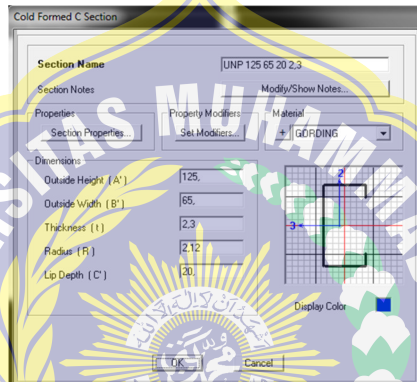 Cold Formed C Section
Section Name UNP 125 65 20 2,3
Section Notes Modify/Show Notes...
Properties Property Modifiers Material
Section Properties... Set Modifiers... + GORDING
Dimensions
Outside Height ( A' ) 125,
Outside Width ( B' ) 65,
Thickness ( t ) 2,3
Radius ( R ) 2,12
Lip Depth ( C' ) 20,
2
3
Display Color
OK Cancel
SITAS MUHAMM